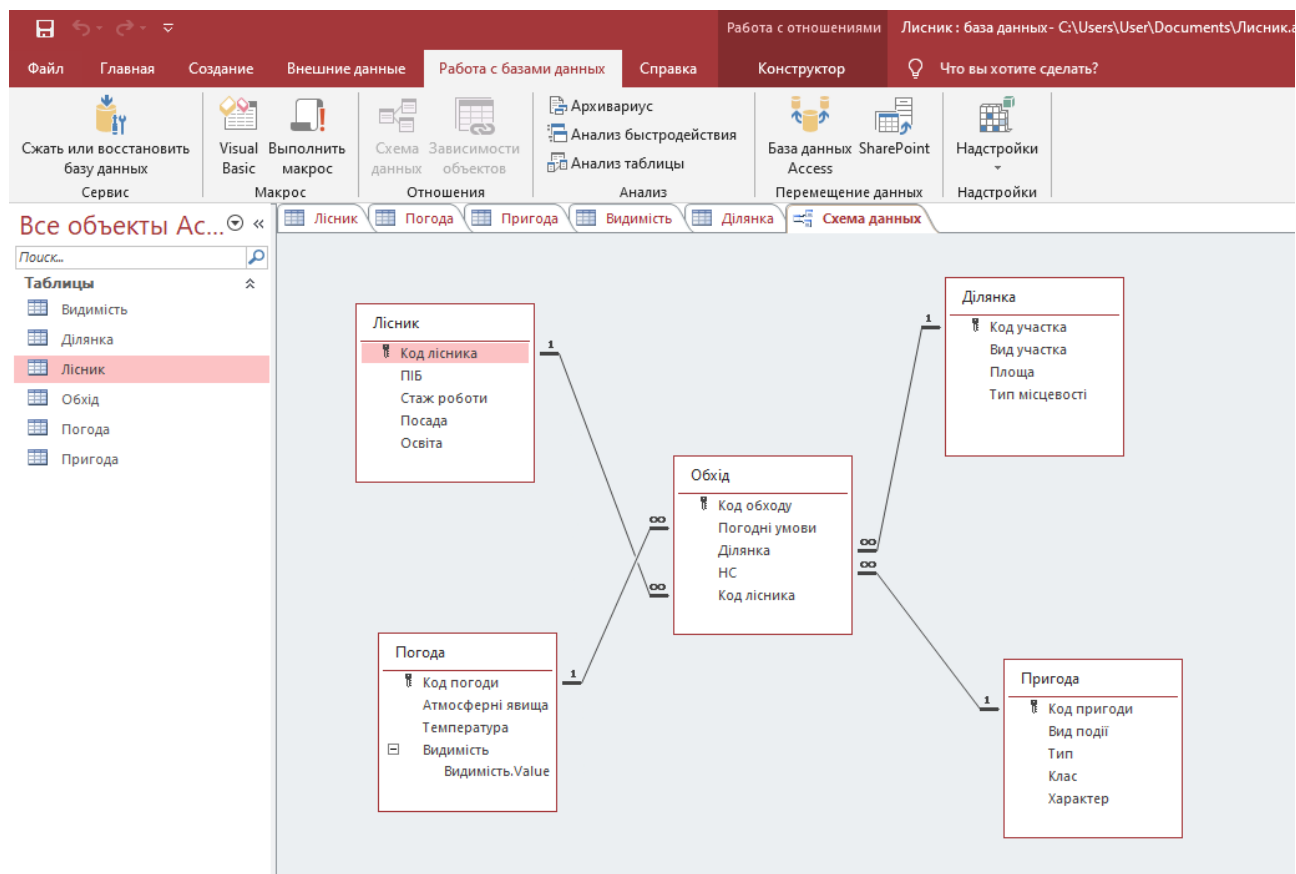 Работа с отношениями Лисник : база данных- C:\Users\User\Documents\Лисник.a
Файл Главная Создание Внешние данные Работа с базами данных Справка Конструктор Что вы хотите сделать?
Сжать или восстановить базу данных
Visual Basic
Выполнить макрос
Схема данных
Зависимости объектов
Архивариус
Анализ быстродействия
Анализ таблицы
База данных Access
SharePoint
Надстройки
Сервис Макрос Отношения Анализ Перемещение данных Надстройки
Все объекты Ac... «
Поиск...
Таблицы
Видимість
Ділянка
Лісник
Обхід
Погода
Пригода
Лісник Погода Пригода Видимість Ділянка Схема данных
Лісник
Код лісника
ПІБ
Стаж роботи
Посада
Освіта
1
Ділянка
Код участка
Вид участка
Площа
Тип місцевості
1
Обхід
Код обходу
Погодні умови
Ділянка
НС
Код лісника
∞
∞
∞
∞
Погода
Код погоди
Атмосферні явища
Температура
Видимість
Видимість.Value
1
Пригода
Код пригоди
Вид події
Тип
Клас
Характер
1